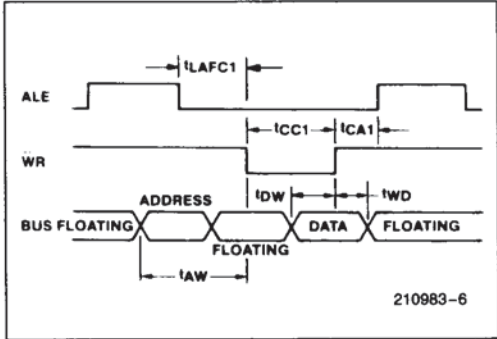 tLAFC1
ALE
tCC1 tCA1
WR
ADDRESS tDW tWD
BUS FLOATING DATA FLOATING
FLOATING
tAW
210983-6